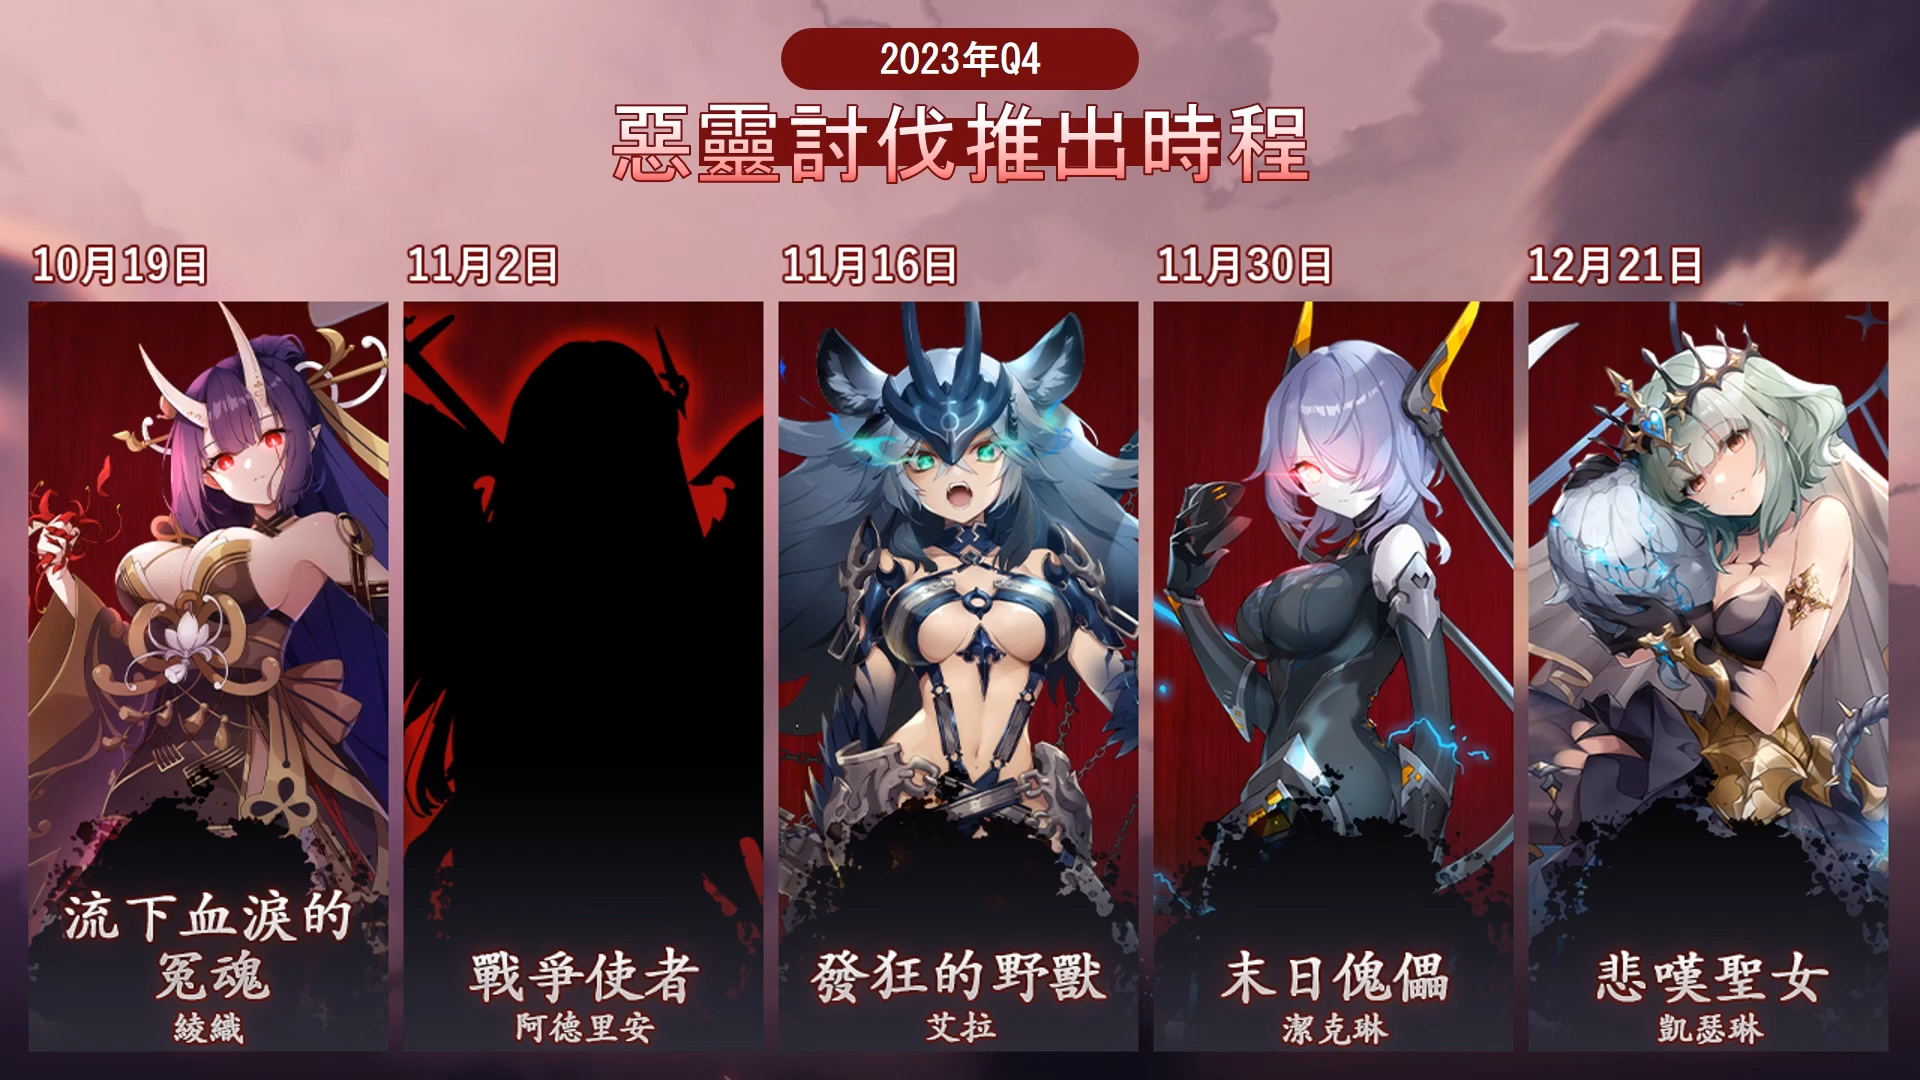 2023年Q4
惡靈討伐推出時程
10月19日
流下血淚的
冤魂
綾織
11月2日
戰爭使者
阿德里安
11月16日
發狂的野獸
艾拉
11月30日
末日傀儡
潔克琳
12月21日
悲嘆聖女
凱瑟琳